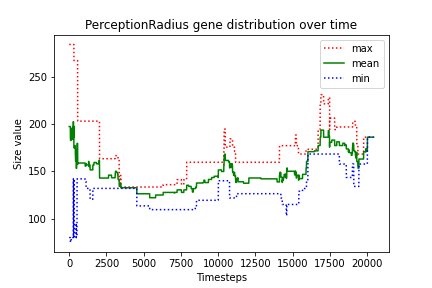 PerceptionRadius gene distribution over time
max
mean
min
Size value
250
200
150
100
0
2500
5000
7500
10000
12500
15000
17500
20000
Timesteps